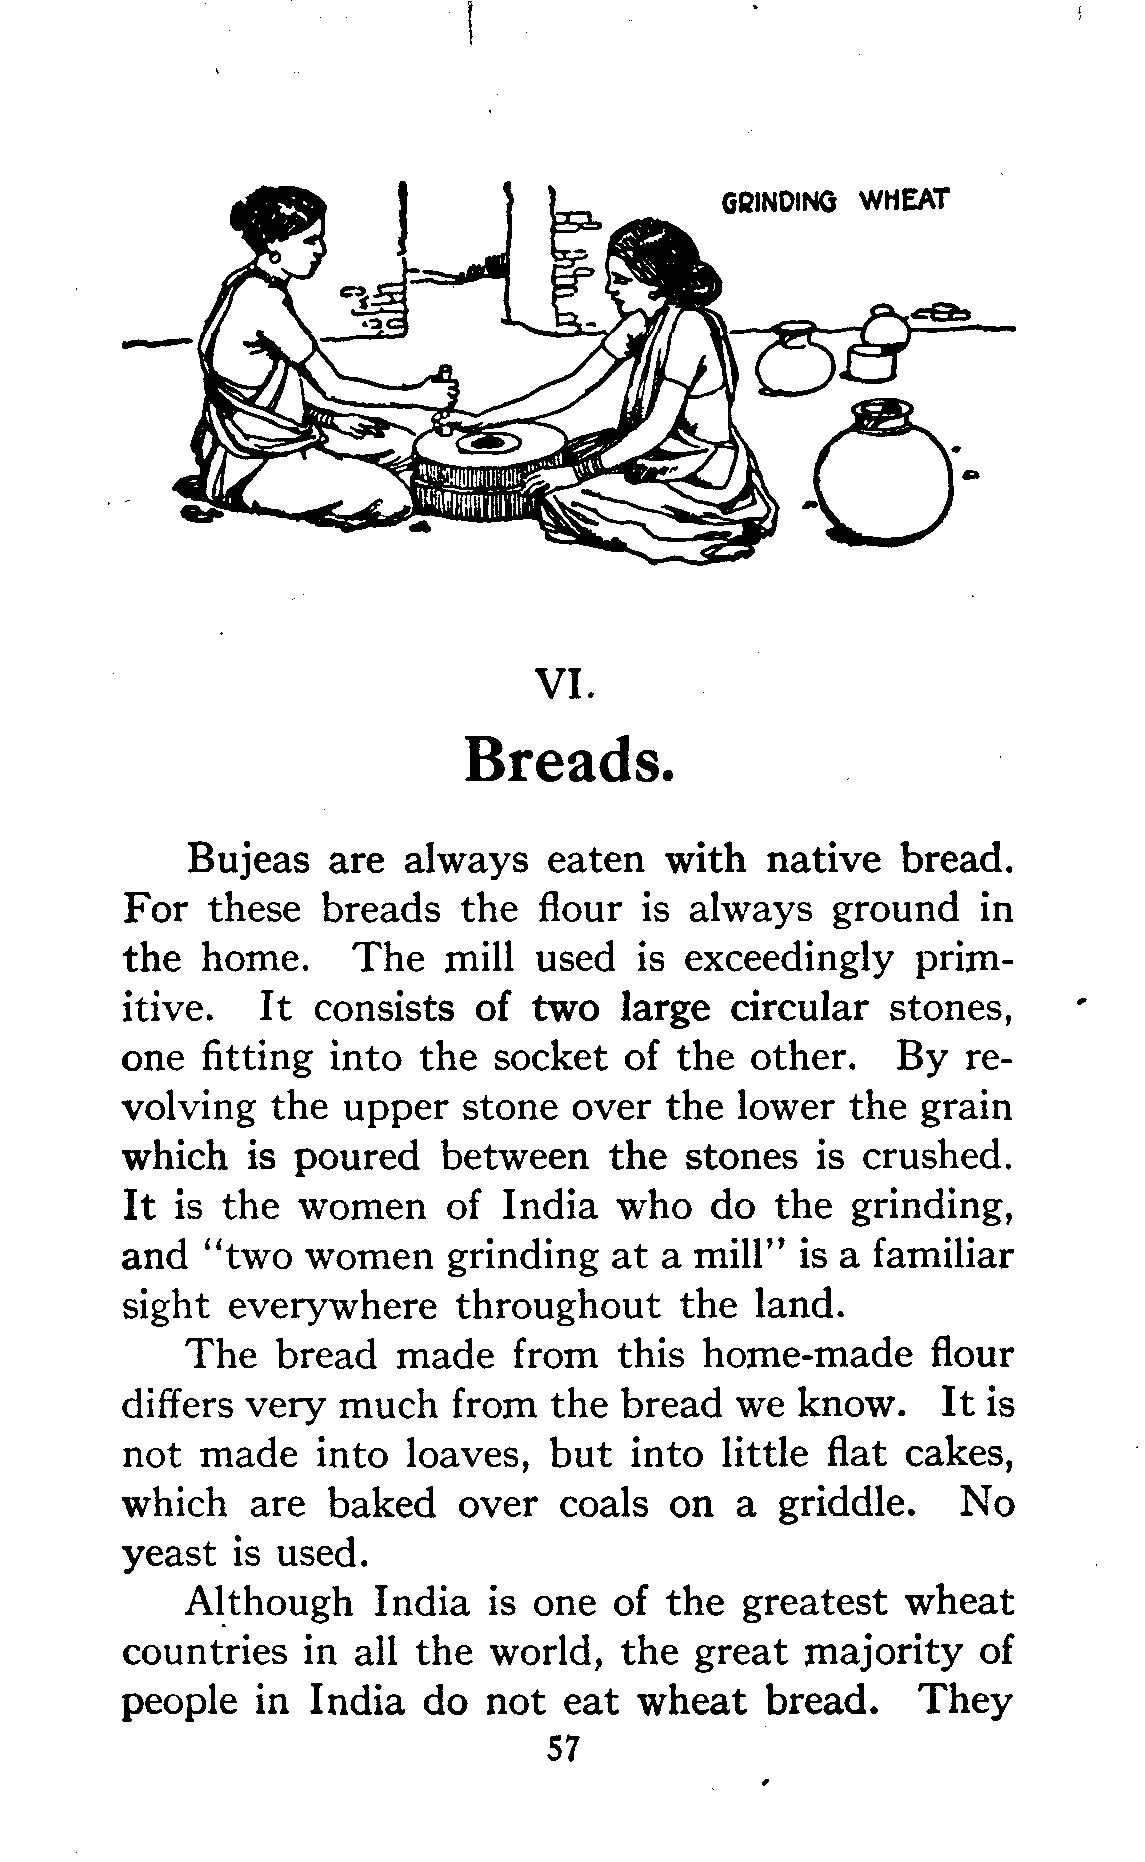 GRINDING WHEAT
VI.
Breads.
Bujeas are always eaten with native bread.
For these breads the flour is always ground in
the home. The mill used is exceedingly prim-
itive. It consists of two large circular stones,
one fitting into the socket of the other. By re-
volving the upper stone over the lower the grain
which is poured between the stones is crushed.
It is the women of India who do the grinding,
and "two women grinding at a mill" is a familiar
sight everywhere throughout the land.
The bread made from this home-made flour
differs very much from the bread we know. It is
not made into loaves, but into little flat cakes,
which are baked over coals on a griddle. No
yeast is used.
Although India is one of the greatest wheat
countries in all the world, the great majority of
people in India do not eat wheat bread. They
57